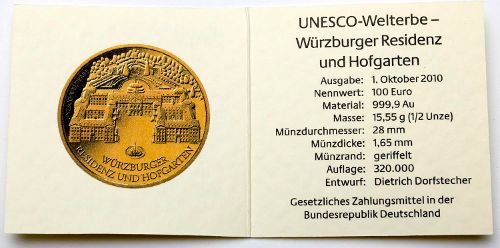 WÜRZBURGER
RESIDENZ UND HOFGARTEN
UNESCO-Welterbe –
Würzburger Residenz
und Hofgarten
Ausgabe: 1. Oktober 2010
Nennwert: 100 Euro
Material: 999,9 Au
Masse: 15,55 g (1/2 Unze)
Münzdurchmesser: 28 mm
Münzdicke: 1,65 mm
Münzrand: geriffelt
Auflage: 320.000
Entwurf: Dietrich Dorfstecher
Gesetzliches Zahlungsmittel in der
Bundesrepublik Deutschland